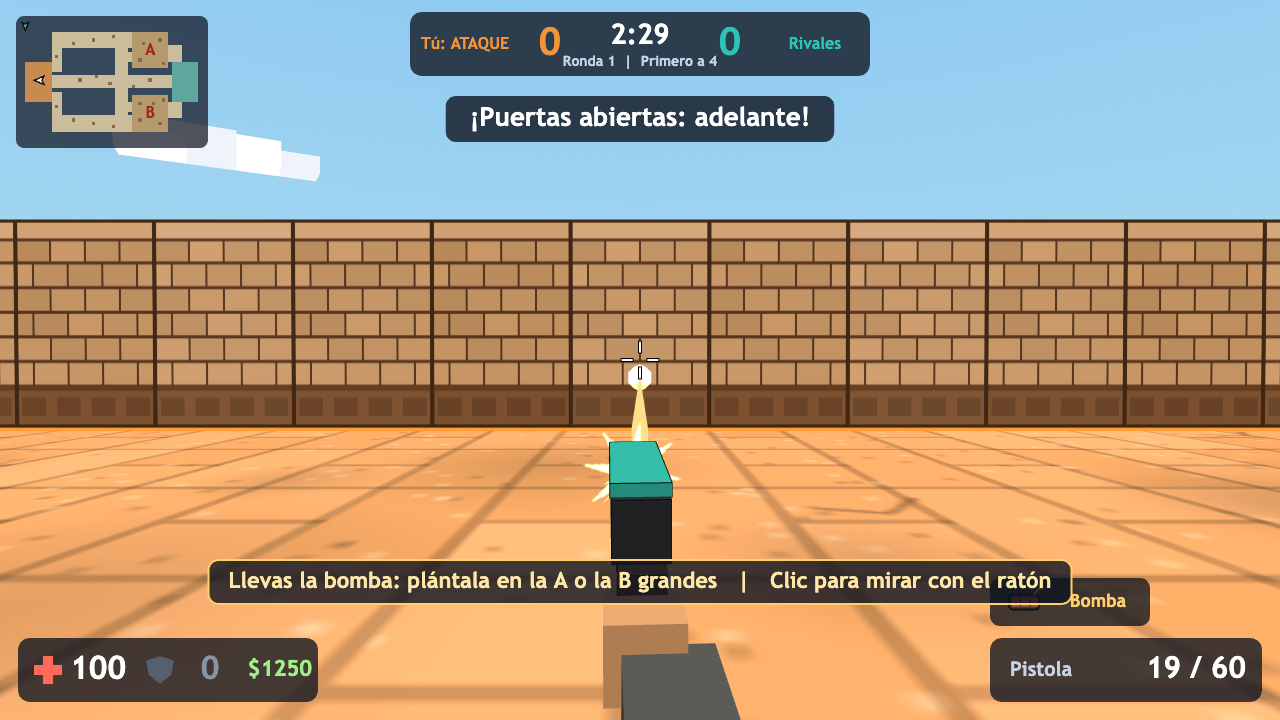 A
B
Tú: ATAQUE
0
2:29
0
Rivales
Ronda 1 | Primero a 4
¡Puertas abiertas: adelante!
Llevas la bomba: plántala en la A o la B grandes | Clic para mirar con el ratón
Bomba
100
0
$1250
Pistola
19 / 60